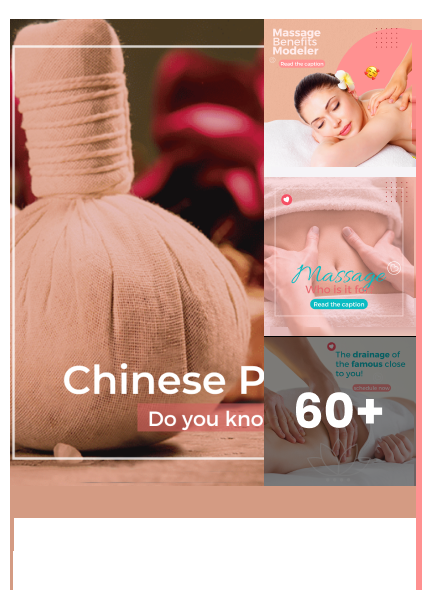 Massage
Benefits
Modeler
Read the caption
Massage
Who is it for
Read the caption
The drainage of
the famous close
to you!
schedule now
60+
Chinese P
Do you kno